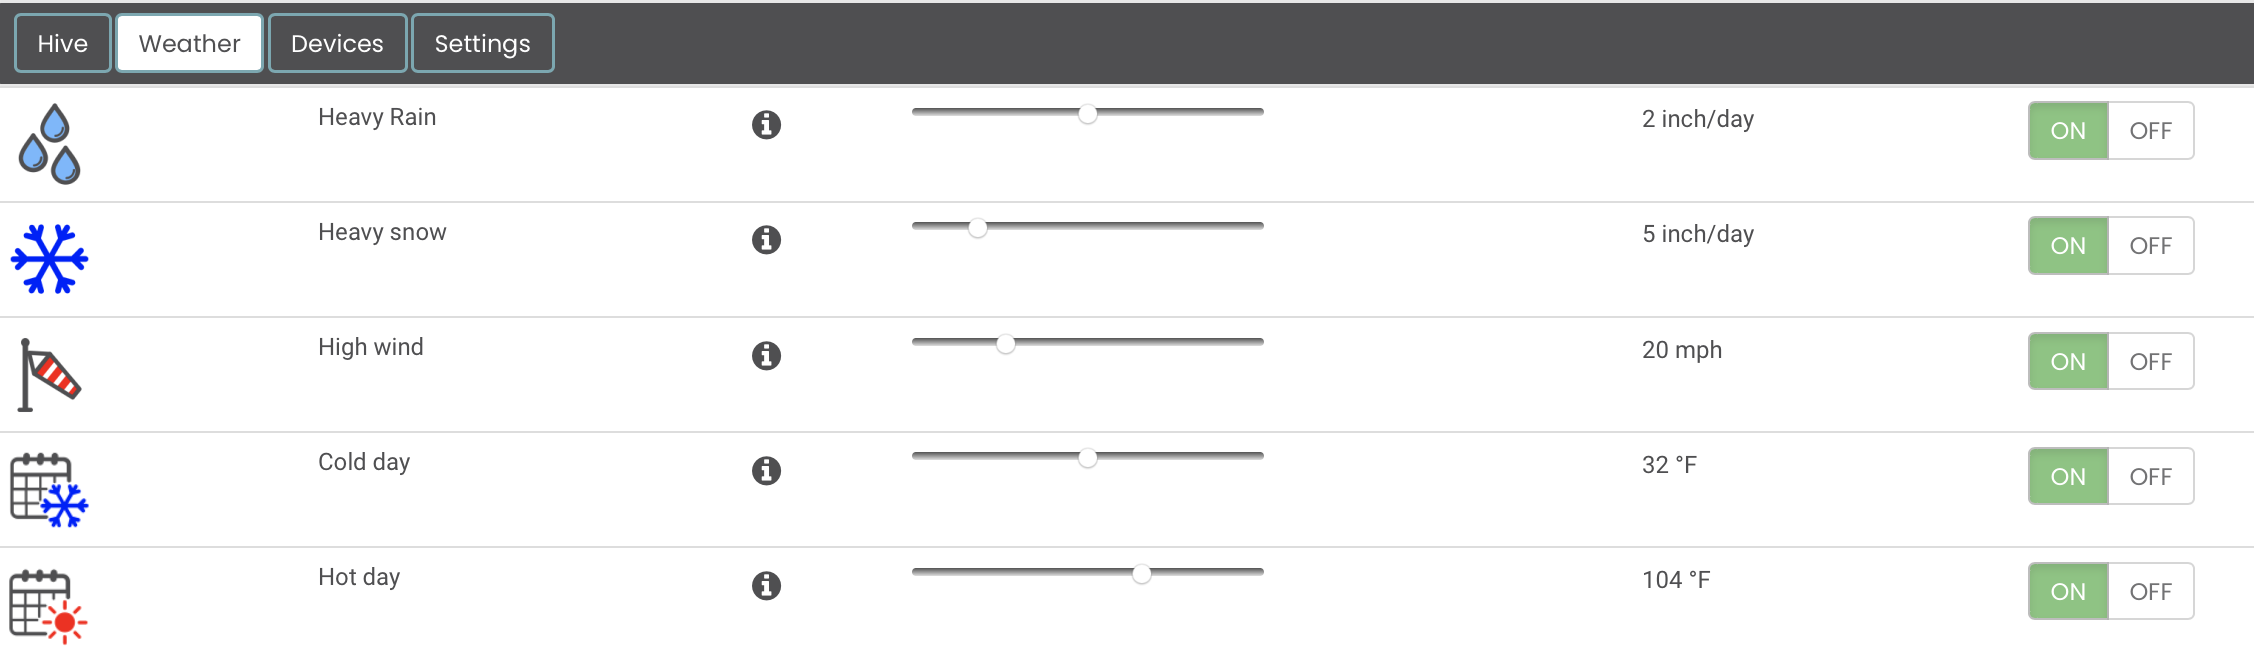 Hive Weather Devices Settings
Heavy Rain 2 inch/day ON OFF
Heavy snow 5 inch/day ON OFF
High wind 20 mph ON OFF
Cold day 32 °F ON OFF
Hot day 104 °F ON OFF